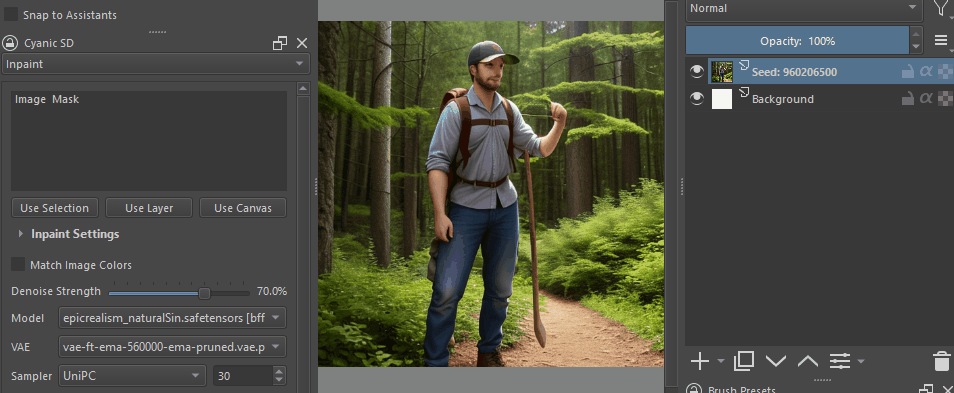 Snap to Assistants
Cyanic SD
Inpaint
Image Mask
Use Selection Use Layer Use Canvas
Inpaint Settings
Match Image Colors
Denoise Strength 70.0%
Model epicrealism_naturalSin.safetensors [bff
VAE vae-ft-ema-560000-ema-pruned.vae.p
Sampler UniPC 30
Normal
Opacity: 100%
Seed: 960206500
Background
Brush Presets